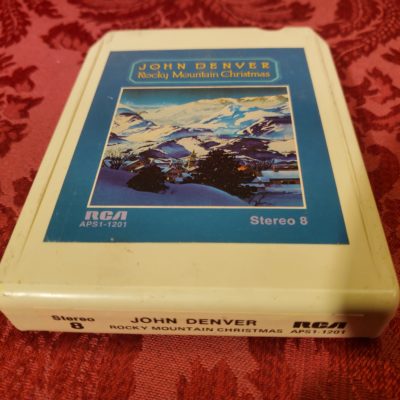 JOHN DENVER
Rocky Mountain Christmas
RCA
APS1-1201
Stereo 8
Stereo
8
JOHN DENVER
ROCKY MOUNTAIN CHRISTMAS
RCA
APS1-1201